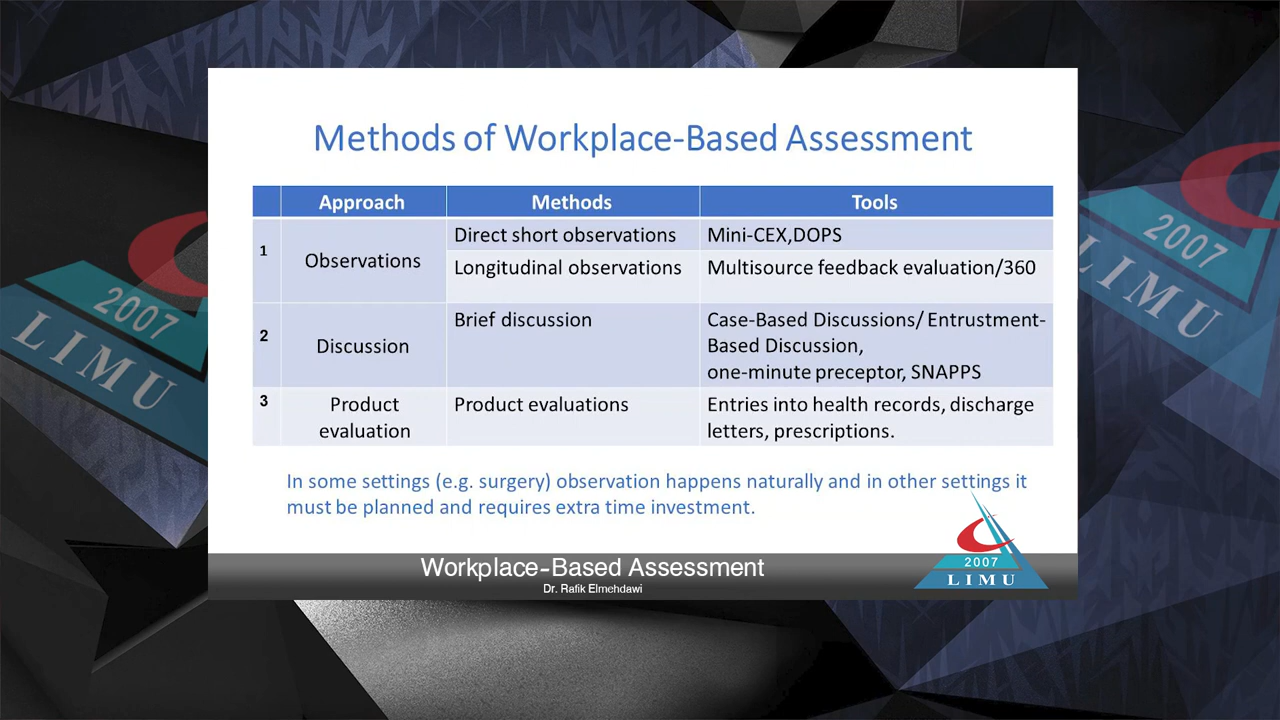 Methods of Workplace-Based Assessment
Approach Methods Tools
1 Observations Direct short observations Mini-CEX,DOPS
Longitudinal observations Multisource feedback evaluation/360
2 Discussion Brief discussion Case-Based Discussions/ Entrustment-
Based Discussion,
one-minute preceptor, SNAPPS
3 Product Product evaluations Entries into health records, discharge
evaluation letters, prescriptions.
In some settings (e.g. surgery) observation happens naturally and in other settings it
must be planned and requires extra time investment.
Workplace-Based Assessment
Dr. Rafik Elmehdawi
2007
LIMU
2007
LIMU
2007
LIMU